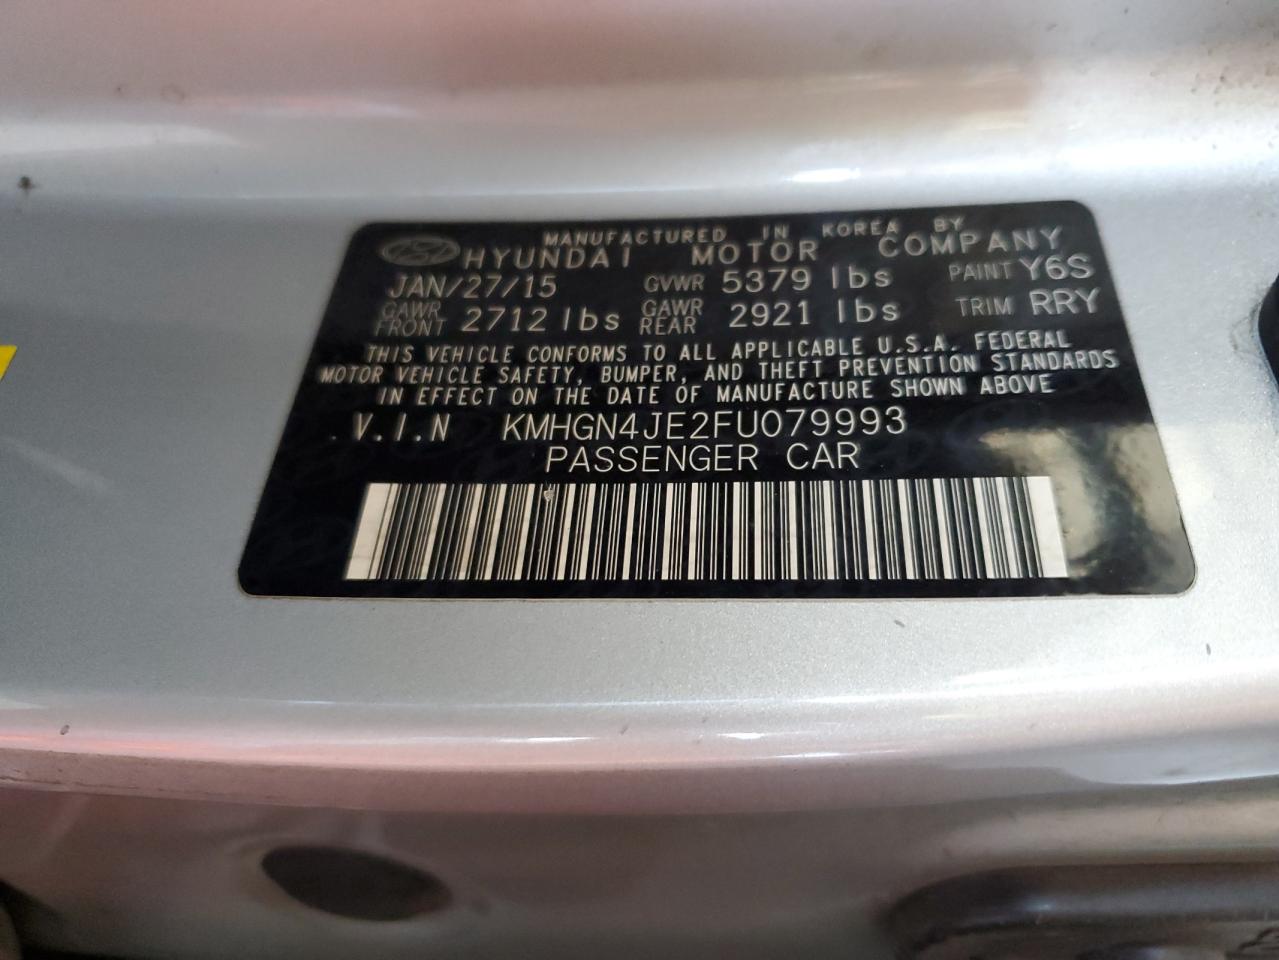 MANUFACTURED IN KOREA BY
HYUNDAI MOTOR COMPANY
JAN/27/15 GVWR 5379 lbs PAINT Y6S
GAWR FRONT 2712 lbs GAWR REAR 2921 lbs TRIM RRY
THIS VEHICLE CONFORMS TO ALL APPLICABLE U.S.A. FEDERAL
MOTOR VEHICLE SAFETY, BUMPER, AND THEFT PREVENTION STANDARDS
IN EFFECT ON THE DATE OF MANUFACTURE SHOWN ABOVE
V.I.N KMHGN4JE2FU079993
PASSENGER CAR